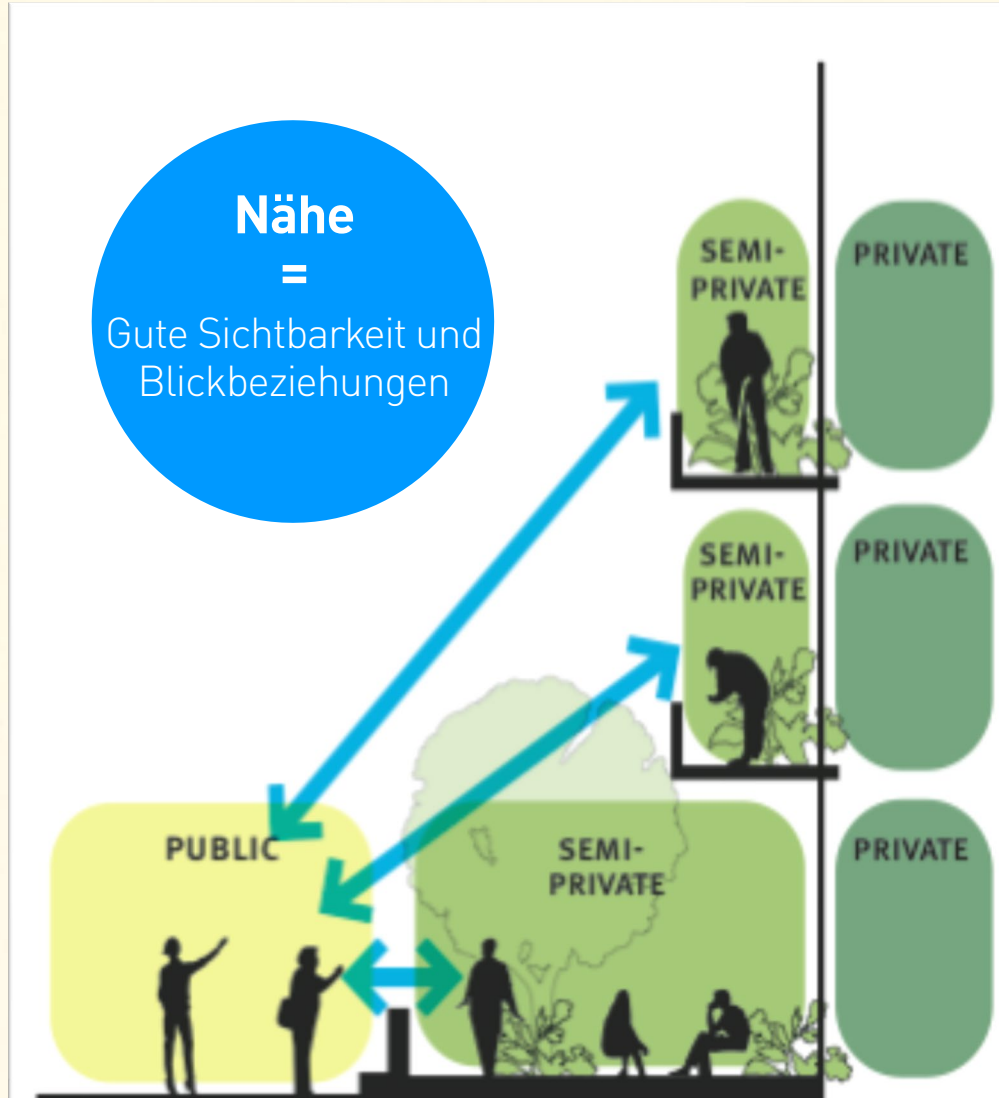 Nähe
=
Gute Sichtbarkeit und
Blickbeziehungen
SEMI-
PRIVATE
PRIVATE
SEMI-
PRIVATE
PRIVATE
PUBLIC
SEMI-
PRIVATE
PRIVATE